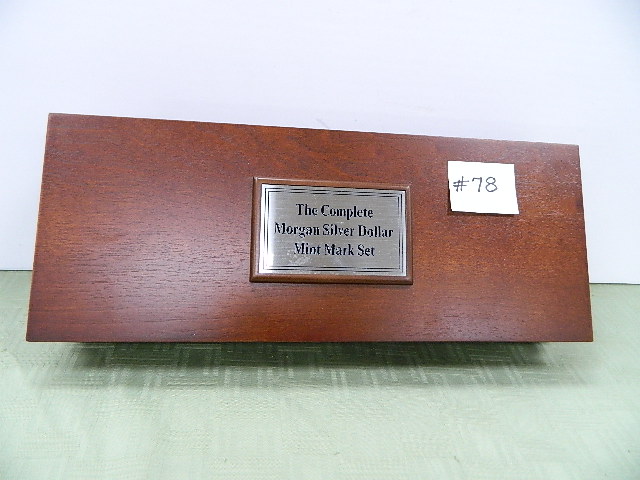 The Complete
Morgan Silver Dollar
Mint Mark Set
#78